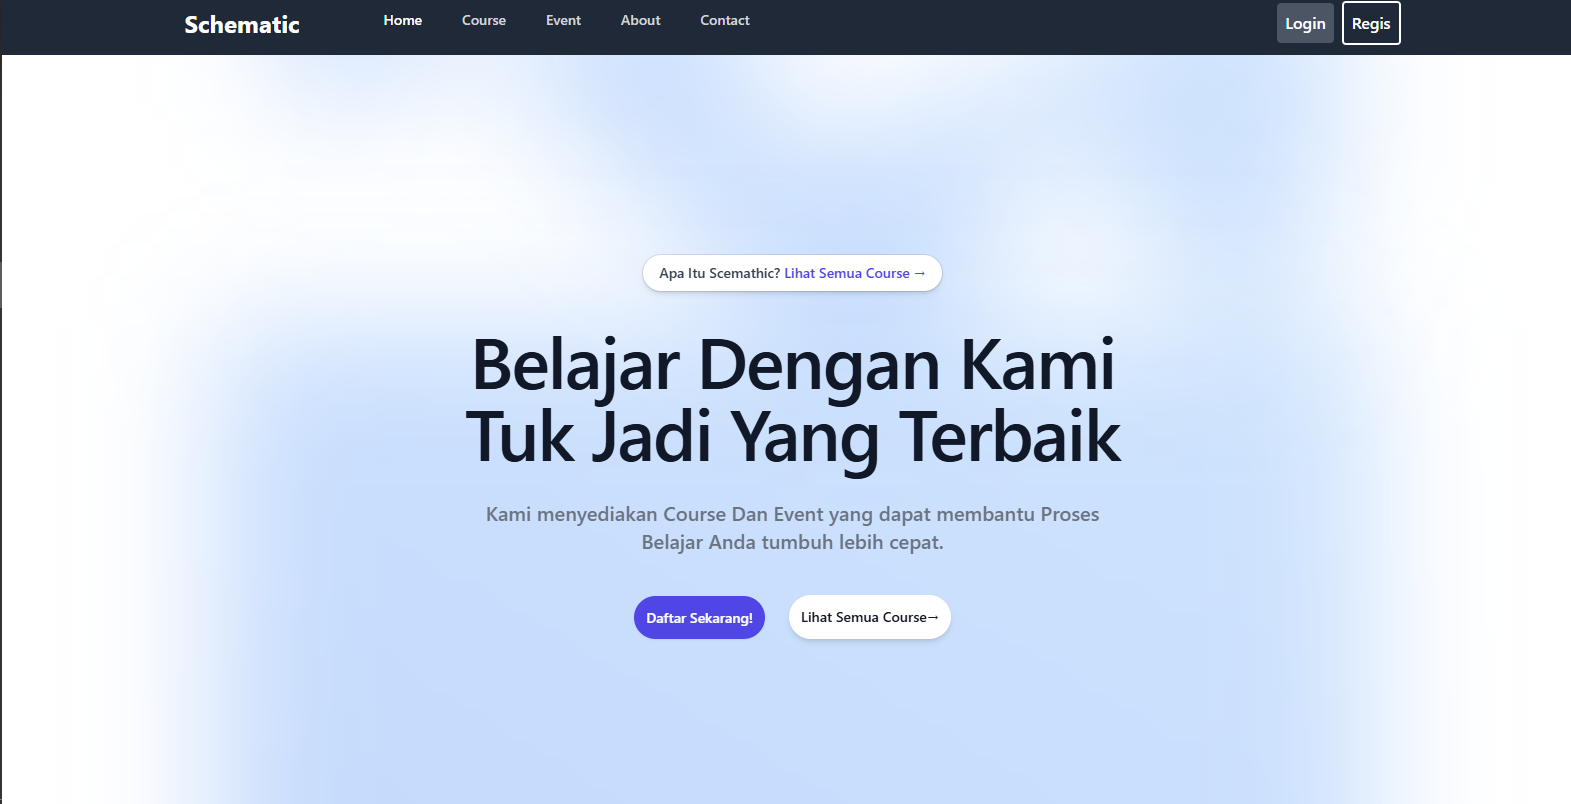 Schematic Home Course Event About Contact Login Regis
Apa Itu Scemathic? Lihat Semua Course →
Belajar Dengan Kami
Tuk Jadi Yang Terbaik
Kami menyediakan Course Dan Event yang dapat membantu Proses
Belajar Anda tumbuh lebih cepat.
Daftar Sekarang! Lihat Semua Course→